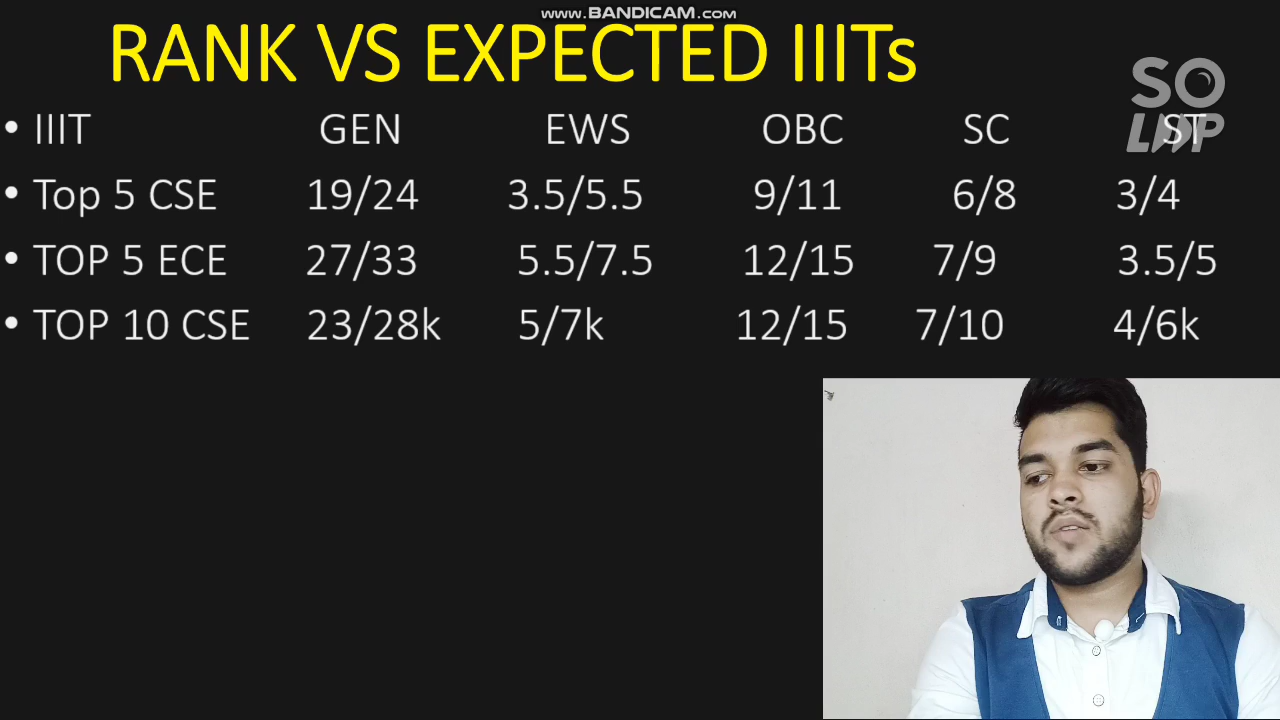 www.BANDICAM.com
RANK VS EXPECTED IIITs
SO
LMP
• IIIT GEN EWS OBC SC ST
• Top 5 CSE 19/24 3.5/5.5 9/11 6/8 3/4
• TOP 5 ECE 27/33 5.5/7.5 12/15 7/9 3.5/5
• TOP 10 CSE 23/28k 5/7k 12/15 7/10 4/6k